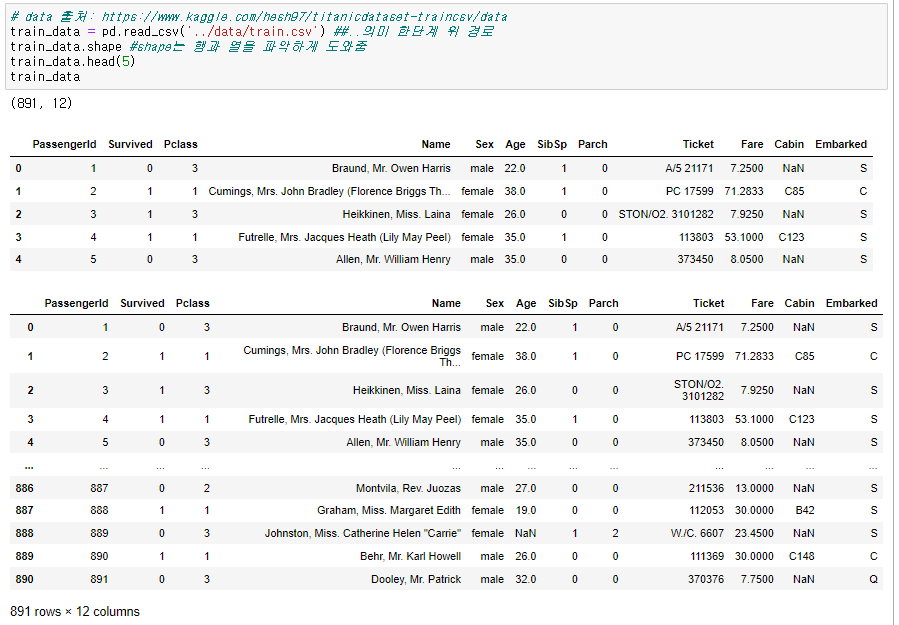 # data 출처: https://www.kaggle.com/hesh97/titanicdataset-traincsv/data
train_data = pd.read_csv('../data/train.csv') ##..의미 한단계 위 경로
train_data.shape #shape는 행과 열을 파악하게 도와줌
train_data.head(5)
train_data
(891, 12)
PassengerId Survived Pclass Name Sex Age SibSp Parch Ticket Fare Cabin Embarked
0 1 0 3 Braund, Mr. Owen Harris male 22.0 1 0 A/5 21171 7.2500 NaN S
1 2 1 1 Cumings, Mrs. John Bradley (Florence Briggs Th... female 38.0 1 0 PC 17599 71.2833 C85 C
2 3 1 3 Heikkinen, Miss. Laina female 26.0 0 0 STON/O2. 3101282 7.9250 NaN S
3 4 1 1 Futrelle, Mrs. Jacques Heath (Lily May Peel) female 35.0 1 0 113803 53.1000 C123 S
4 5 0 3 Allen, Mr. William Henry male 35.0 0 0 373450 8.0500 NaN S
PassengerId Survived Pclass Name Sex Age SibSp Parch Ticket Fare Cabin Embarked
0 1 0 3 Braund, Mr. Owen Harris male 22.0 1 0 A/5 21171 7.2500 NaN S
1 2 1 1 Cumings, Mrs. John Bradley (Florence Briggs Th... female 38.0 1 0 PC 17599 71.2833 C85 C
2 3 1 3 Heikkinen, Miss. Laina female 26.0 0 0 STON/O2. 3101282 7.9250 NaN S
3 4 1 1 Futrelle, Mrs. Jacques Heath (Lily May Peel) female 35.0 1 0 113803 53.1000 C123 S
4 5 0 3 Allen, Mr. William Henry male 35.0 0 0 373450 8.0500 NaN S
... ... ... ... ... ... ... ... ... ... ... ... ...
886 887 0 2 Montvila, Rev. Juozas male 27.0 0 0 211536 13.0000 NaN S
887 888 1 1 Graham, Miss. Margaret Edith female 19.0 0 0 112053 30.0000 B42 S
888 889 0 3 Johnston, Miss. Catherine Helen "Carrie" female NaN 1 2 W./C. 6607 23.4500 NaN S
889 890 1 1 Behr, Mr. Karl Howell male 26.0 0 0 111369 30.0000 C148 C
890 891 0 3 Dooley, Mr. Patrick male 32.0 0 0 370376 7.7500 NaN Q
891 rows × 12 columns